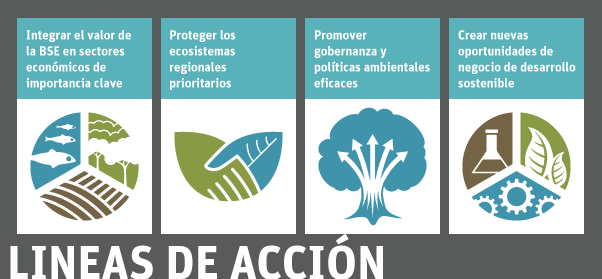 Integrar el valor de
la BSE en sectores
económicos de
importancia clave
Proteger los
ecosistemas
regionales
prioritarios
Promover
gobernanza y
políticas ambientales
eficaces
Crear nuevas
oportunidades de
negocio de desarrollo
sostenible
LINEAS DE ACCIÓN